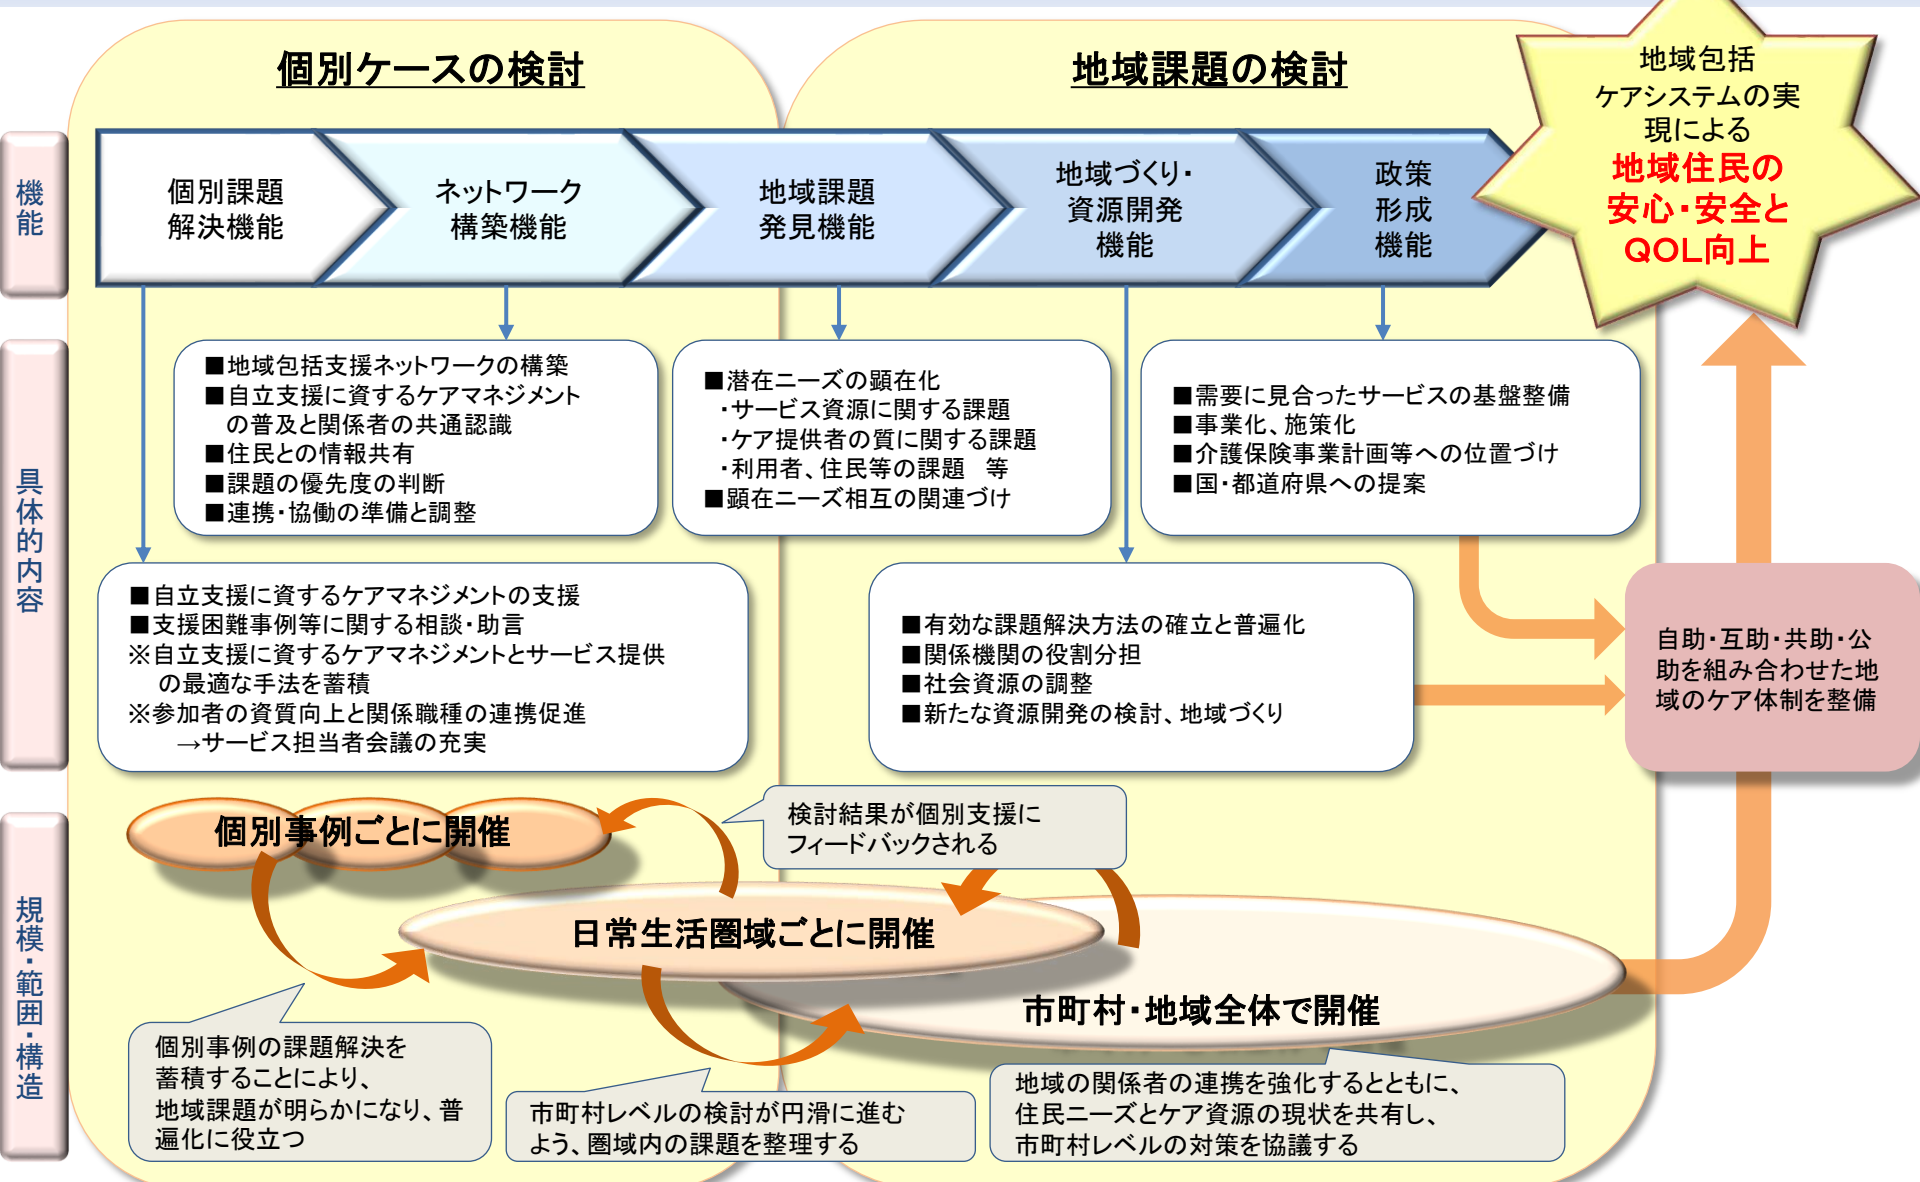 個別ケースの検討
地域課題の検討
地域包括
ケアシステムの実
現による
地域住民の
安心・安全と
QOL向上
機能
個別課題
解決機能
ネットワーク
構築機能
地域課題
発見機能
地域づくり・
資源開発
機能
政策
形成
機能
具体的内容
■地域包括支援ネットワークの構築
■自立支援に資するケアマネジメント
の普及と関係者の共通認識
■住民との情報共有
■課題の優先度の判断
■連携・協働の準備と調整
■潜在ニーズの顕在化
・サービス資源に関する課題
・ケア提供者の質に関する課題
・利用者、住民等の課題　等
■顕在ニーズ相互の関連づけ
■需要に見合ったサービスの基盤整備
■事業化、施策化
■介護保険事業計画等への位置づけ
■国・都道府県への提案
■自立支援に資するケアマネジメントの支援
■支援困難事例等に関する相談・助言
※自立支援に資するケアマネジメントとサービス提供
の最適な手法を蓄積
※参加者の資質向上と関係職種の連携促進
→サービス担当者会議の充実
■有効な課題解決方法の確立と普遍化
■関係機関の役割分担
■社会資源の調整
■新たな資源開発の検討、地域づくり
自助・互助・共助・公
助を組み合わせた地
域のケア体制を整備
規模・範囲・構造
個別事例ごとに開催
検討結果が個別支援に
フィードバックされる
日常生活圏域ごとに開催
市町村・地域全体で開催
個別事例の課題解決を
蓄積することにより、
地域課題が明らかになり、普
遍化に役立つ
市町村レベルの検討が円滑に進む
よう、圏域内の課題を整理する
地域の関係者の連携を強化するとともに、
住民ニーズとケア資源の現状を共有し、
市町村レベルの対策を協議する